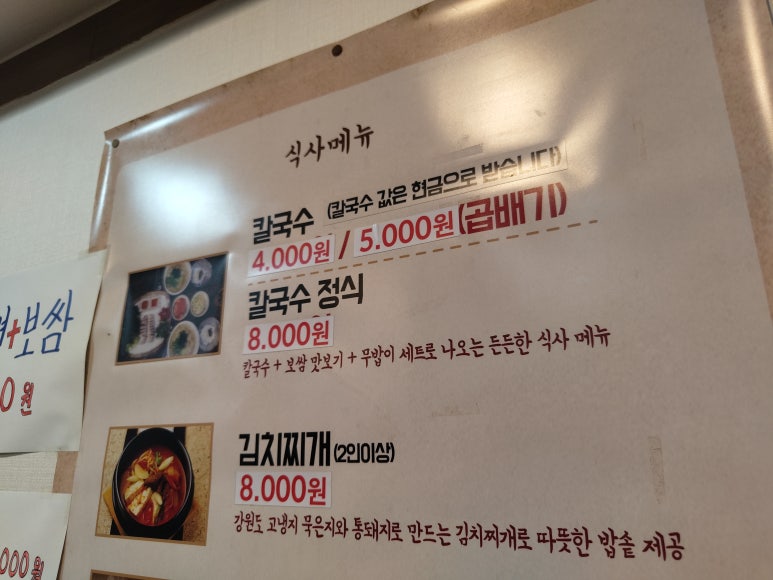 식사메뉴
칼국수 (칼국수 값은 현금으로 받습니다)
4.000원 / 5.000원 (곱배기)
칼국수 정식
8.000원
칼국수 + 보쌈 맛보기 + 무밥이 세트로 나오는 든든한 식사 메뉴
김치찌개 (2인이상)
8.000원
강원도 고냉지 묵은지와 통돼지로 만드는 김치찌개로 따뜻한 밥솥 제공
+보쌈
0원
000원